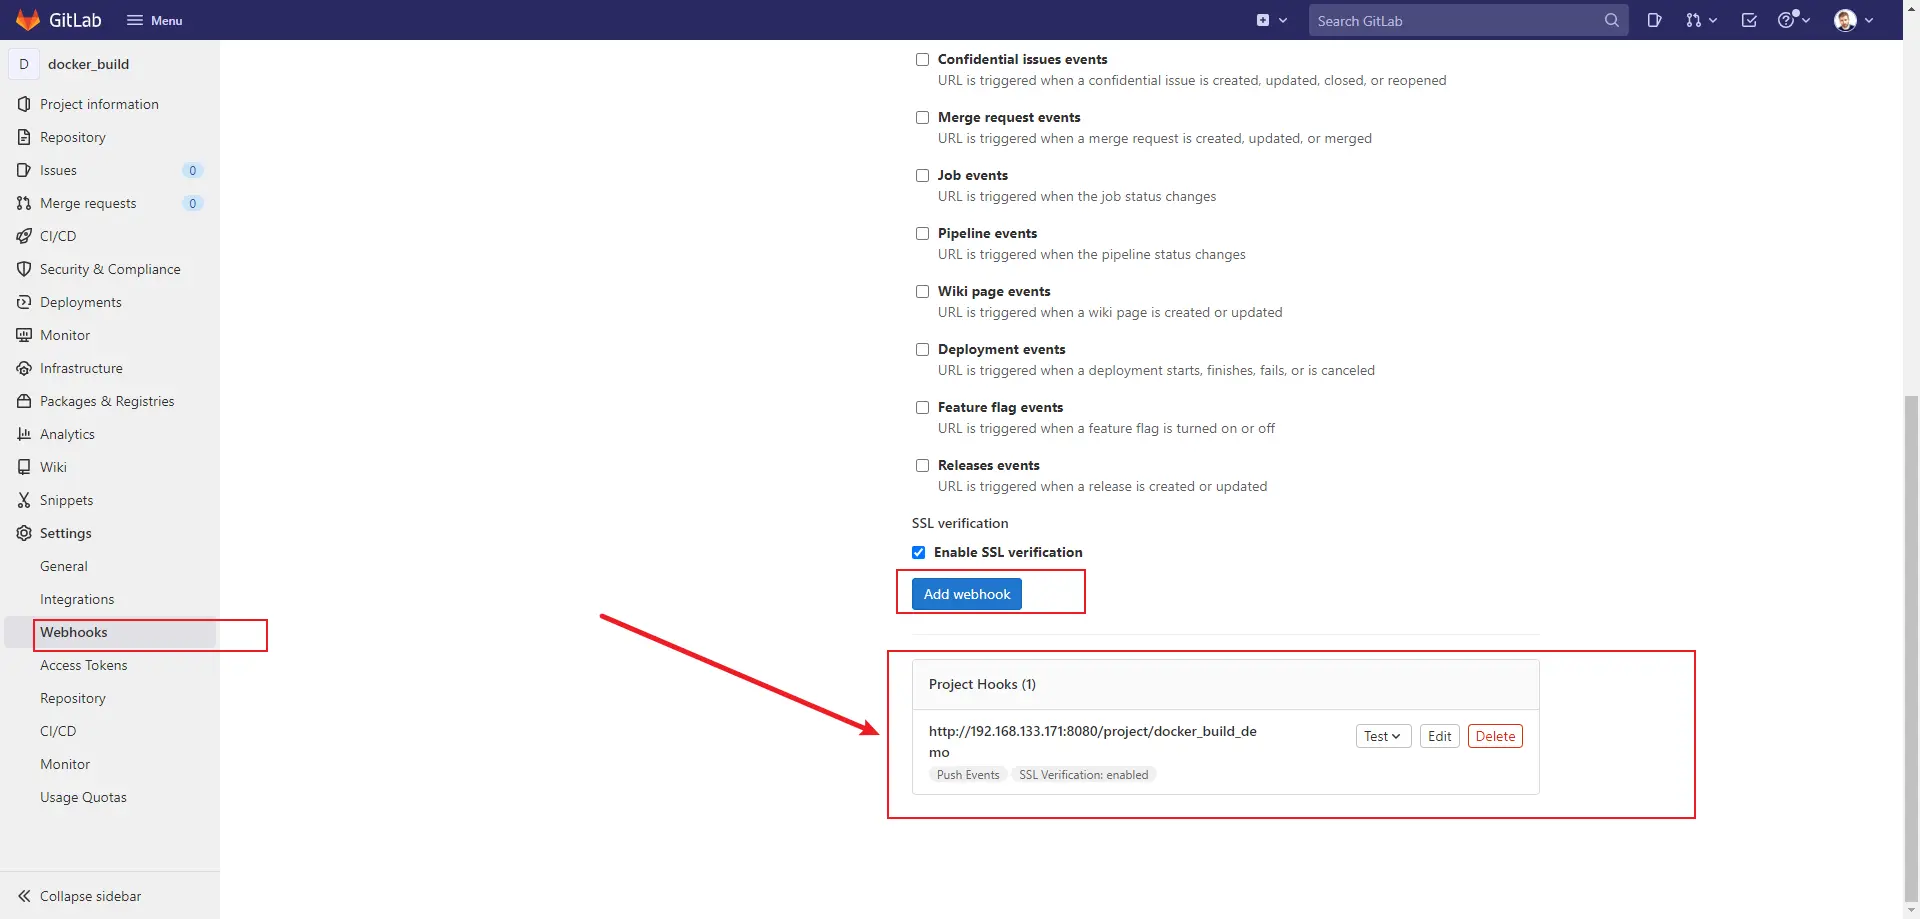 GitLab
Menu
Search GitLab
D
docker_build
Project information
Repository
Issues 0
Merge requests 0
CI/CD
Security & Compliance
Deployments
Monitor
Infrastructure
Packages & Registries
Analytics
Wiki
Snippets
Settings
General
Integrations
Webhooks
Access Tokens
Repository
CI/CD
Monitor
Usage Quotas
Collapse sidebar
Confidential issues events
URL is triggered when a confidential issue is created, updated, closed, or reopened
Merge request events
URL is triggered when a merge request is created, updated, or merged
Job events
URL is triggered when the job status changes
Pipeline events
URL is triggered when the pipeline status changes
Wiki page events
URL is triggered when a wiki page is created or updated
Deployment events
URL is triggered when a deployment starts, finishes, fails, or is canceled
Feature flag events
URL is triggered when a feature flag is turned on or off
Releases events
URL is triggered when a release is created or updated
SSL verification
Enable SSL verification
Add webhook
Project Hooks (1)
http://192.168.133.171:8080/project/docker_build_de
mo
Push Events SSL Verification: enabled
Test Edit Delete